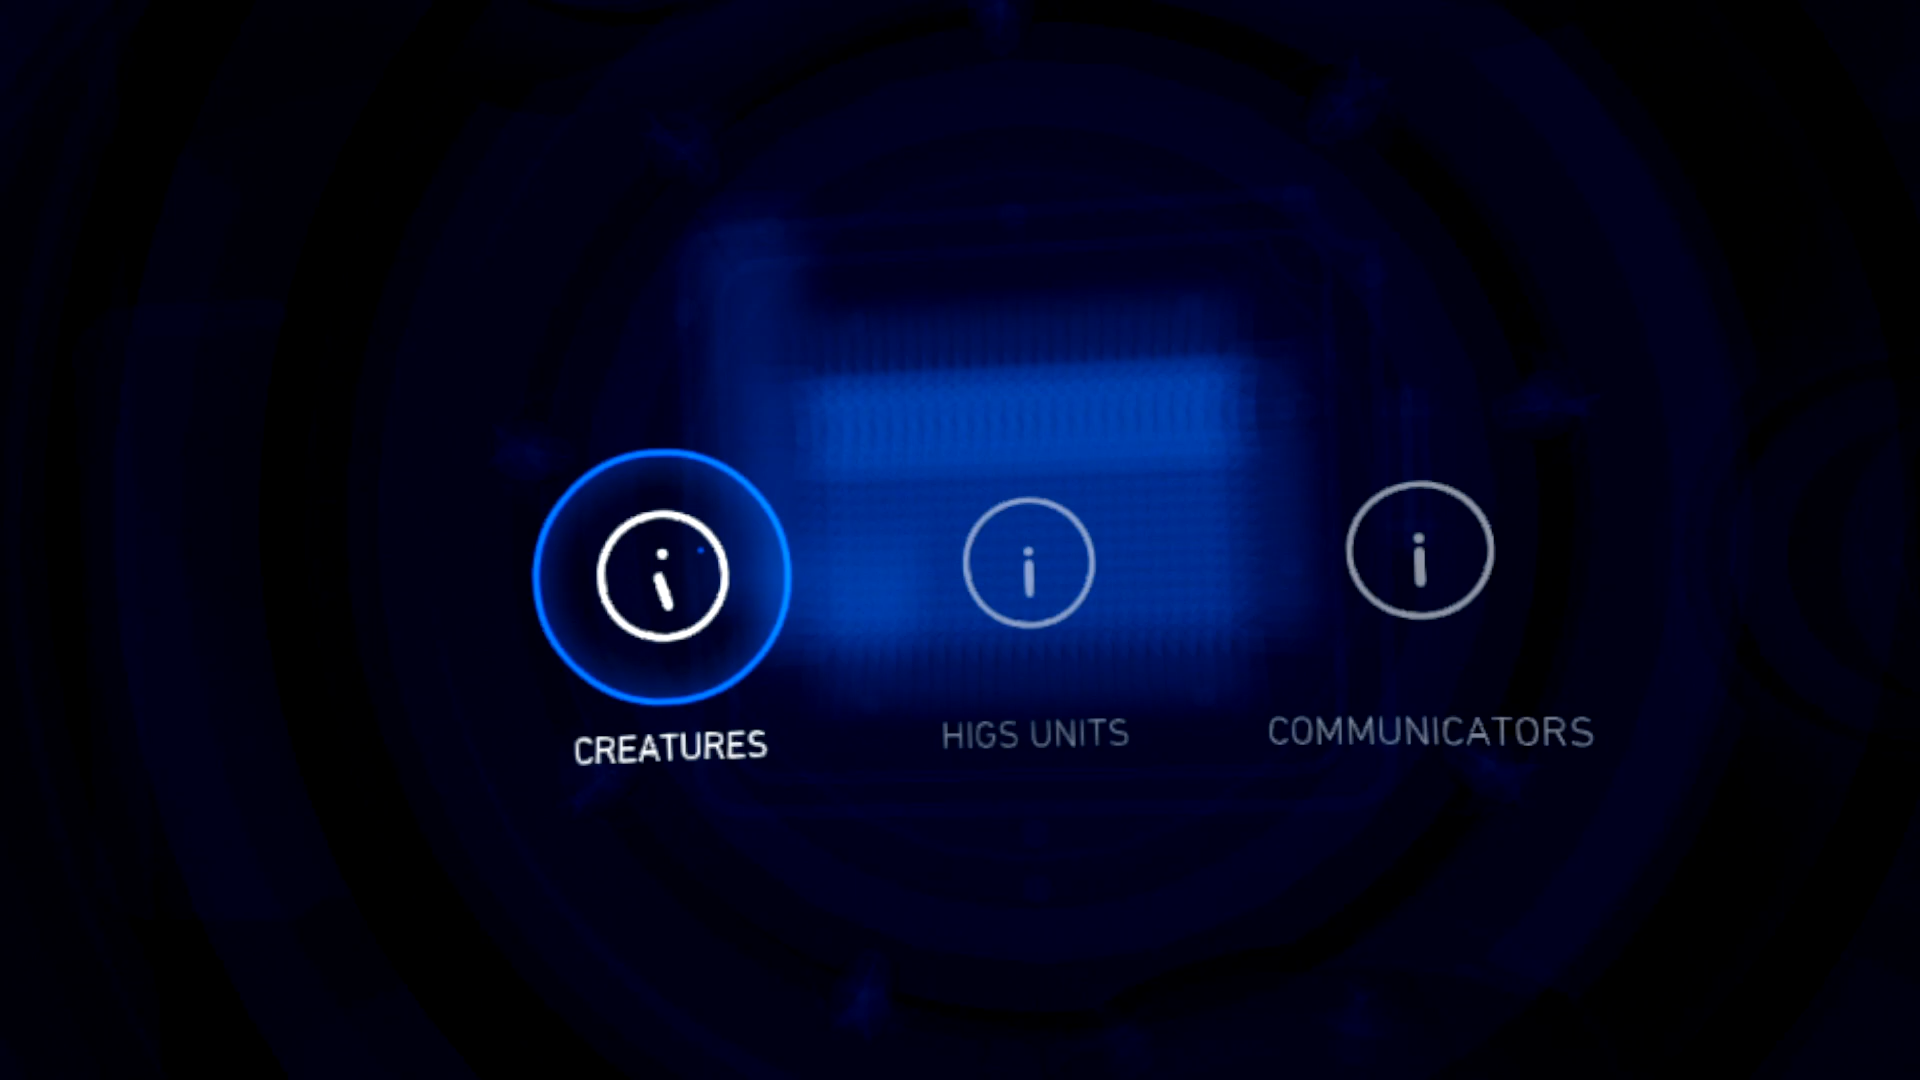 i
i
i
CREATURES
HIGS UNITS
COMMUNICATORS